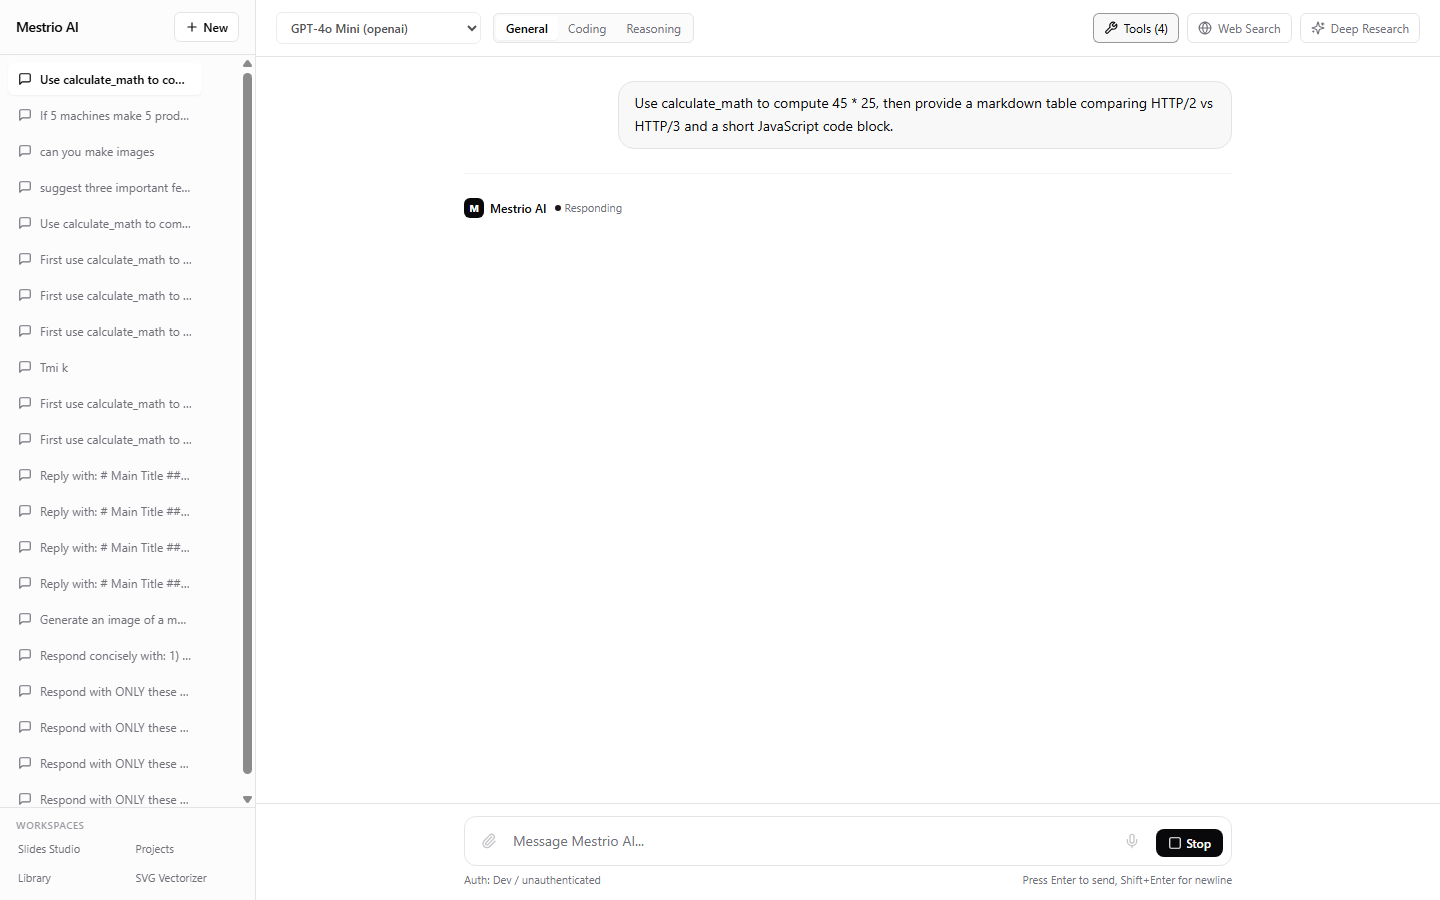 Mestrio AI
New
Use calculate_math to co...
If 5 machines make 5 prod...
can you make images
suggest three important fe...
Use calculate_math to com...
First use calculate_math to ...
First use calculate_math to ...
First use calculate_math to ...
Tmi k
First use calculate_math to ...
First use calculate_math to ...
Reply with: # Main Title ##...
Reply with: # Main Title ##...
Reply with: # Main Title ##...
Reply with: # Main Title ##...
Generate an image of a m...
Respond concisely with: 1) ...
Respond with ONLY these ...
Respond with ONLY these ...
Respond with ONLY these ...
Respond with ONLY these ...
WORKSPACES
Slides Studio Projects
Library SVG Vectorizer
GPT-4o Mini (openai) General Coding Reasoning Tools (4) Web Search Deep Research
Use calculate_math to compute 45 * 25, then provide a markdown table comparing HTTP/2 vs
HTTP/3 and a short JavaScript code block.
M Mestrio AI Responding
Message Mestrio AI... Stop
Auth: Dev / unauthenticated Press Enter to send, Shift+Enter for newline